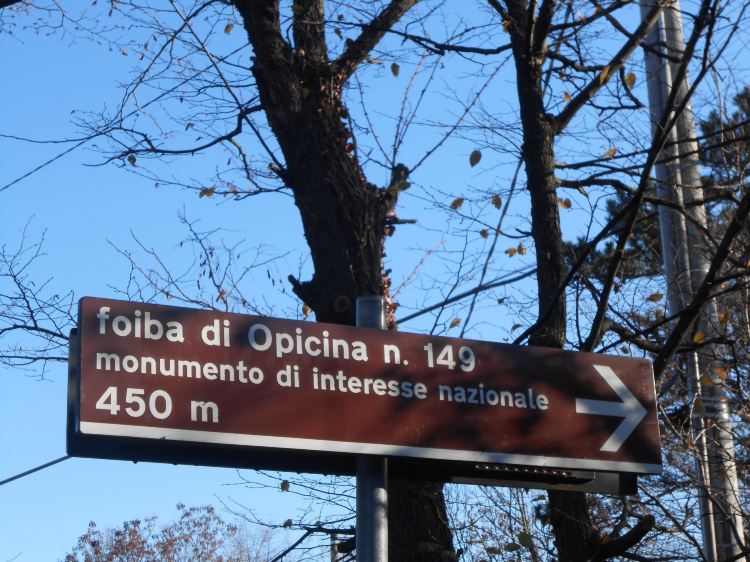 foiba di Opicina n. 149
monumento di interesse nazionale
450 m